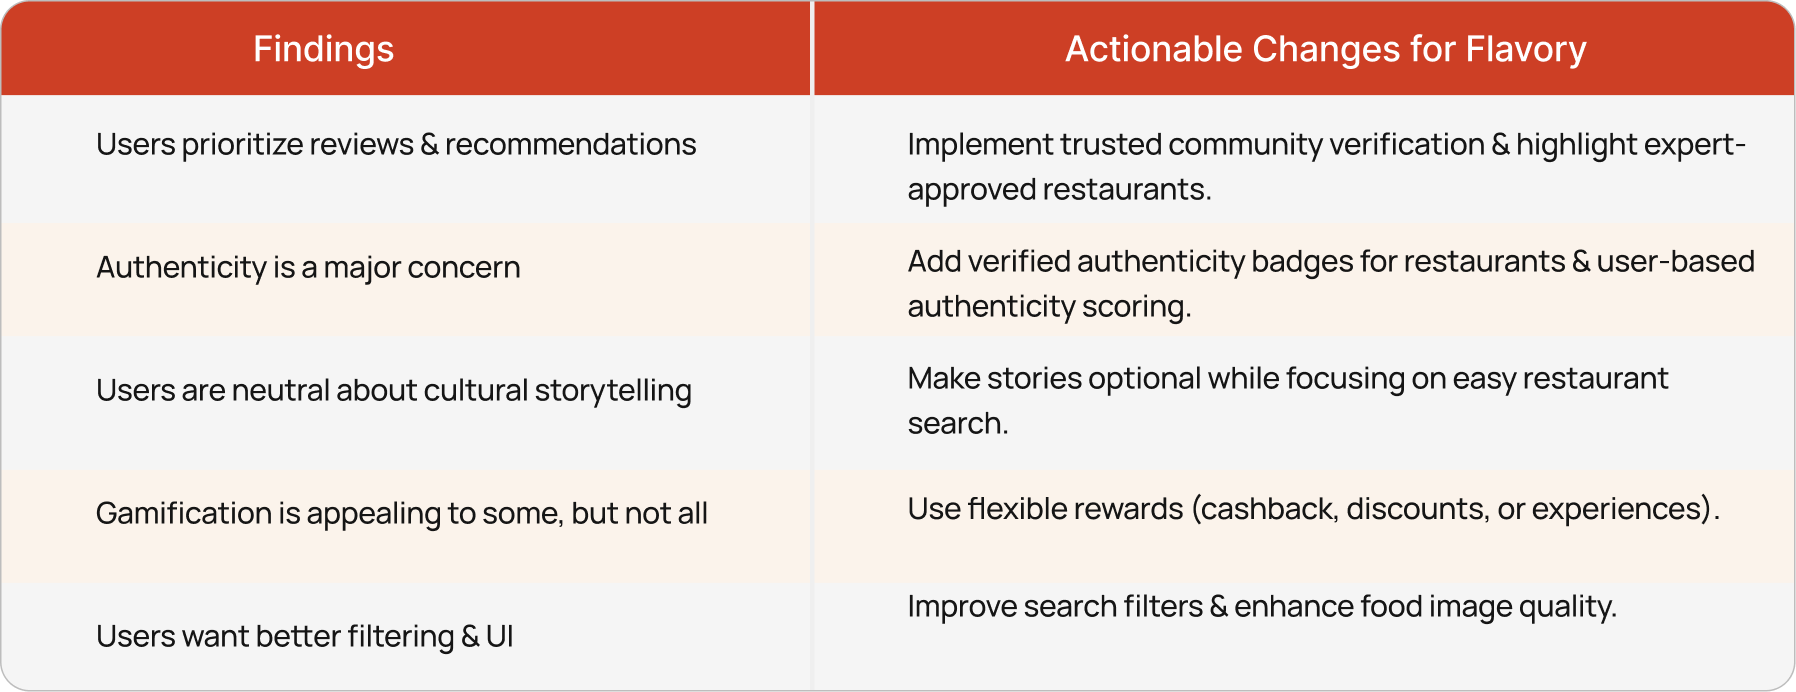 Findings
Actionable Changes for Flavory
Users prioritize reviews & recommendations
Implement trusted community verification & highlight expert-
approved restaurants.
Authenticity is a major concern
Add verified authenticity badges for restaurants & user-based
authenticity scoring.
Users are neutral about cultural storytelling
Make stories optional while focusing on easy restaurant
search.
Gamification is appealing to some, but not all
Use flexible rewards (cashback, discounts, or experiences).
Users want better filtering & UI
Improve search filters & enhance food image quality.